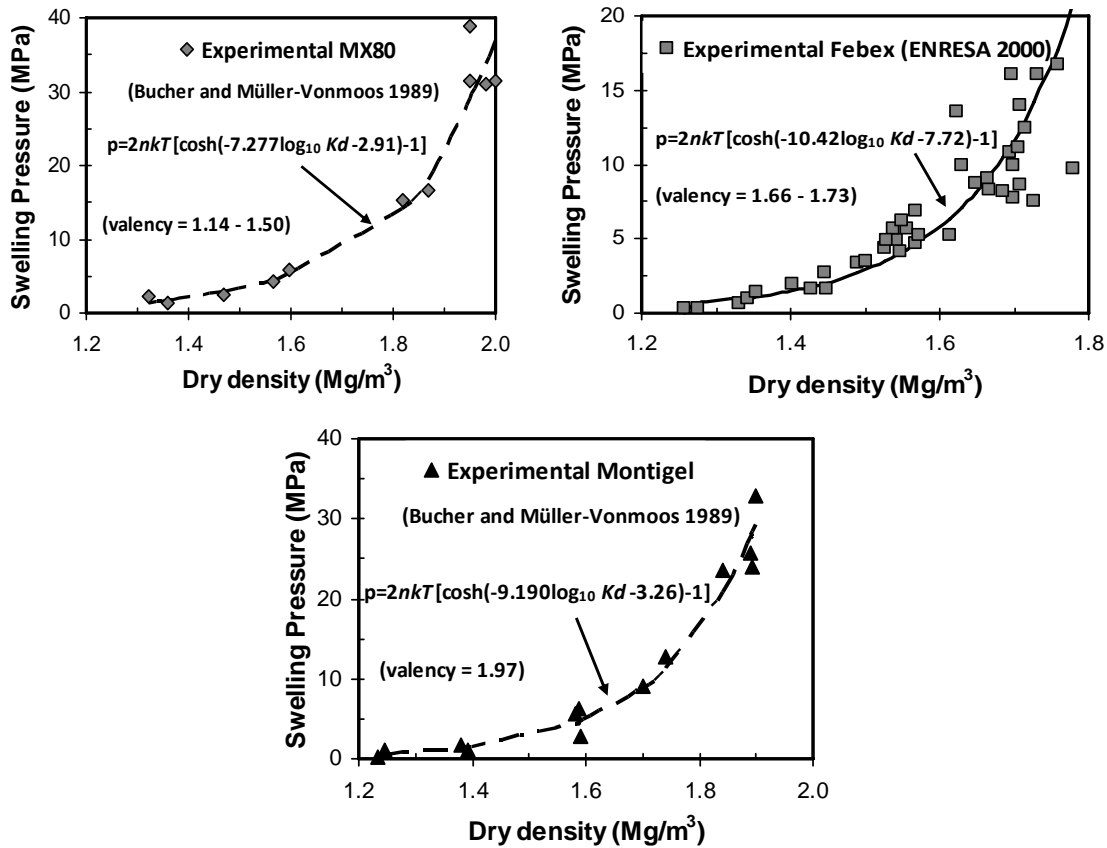 40
30
20
10
0
Swelling Pressure (MPa)
Experimental MX80
(Bucher and Müller-Vonmoos 1989)
p=2nkT [cosh(-7.277log₁₀ Kd -2.91)-1]
(valency = 1.14 - 1.50)
1.2 1.4 1.6 1.8 2.0
Dry density (Mg/m³)
20
15
10
5
0
Swelling Pressure (MPa)
Experimental Febex (ENRESA 2000)
p=2nkT [cosh(-10.42log₁₀ Kd -7.72)-1]
(valency = 1.66 - 1.73)
1.2 1.4 1.6 1.8
Dry density (Mg/m³)
40
30
20
10
0
Swelling Pressure (MPa)
Experimental Montigel
(Bucher and Müller-Vonmoos 1989)
p=2nkT [cosh(-9.190log₁₀ Kd -3.26)-1]
(valency = 1.97)
1.2 1.4 1.6 1.8 2.0
Dry density (Mg/m³)